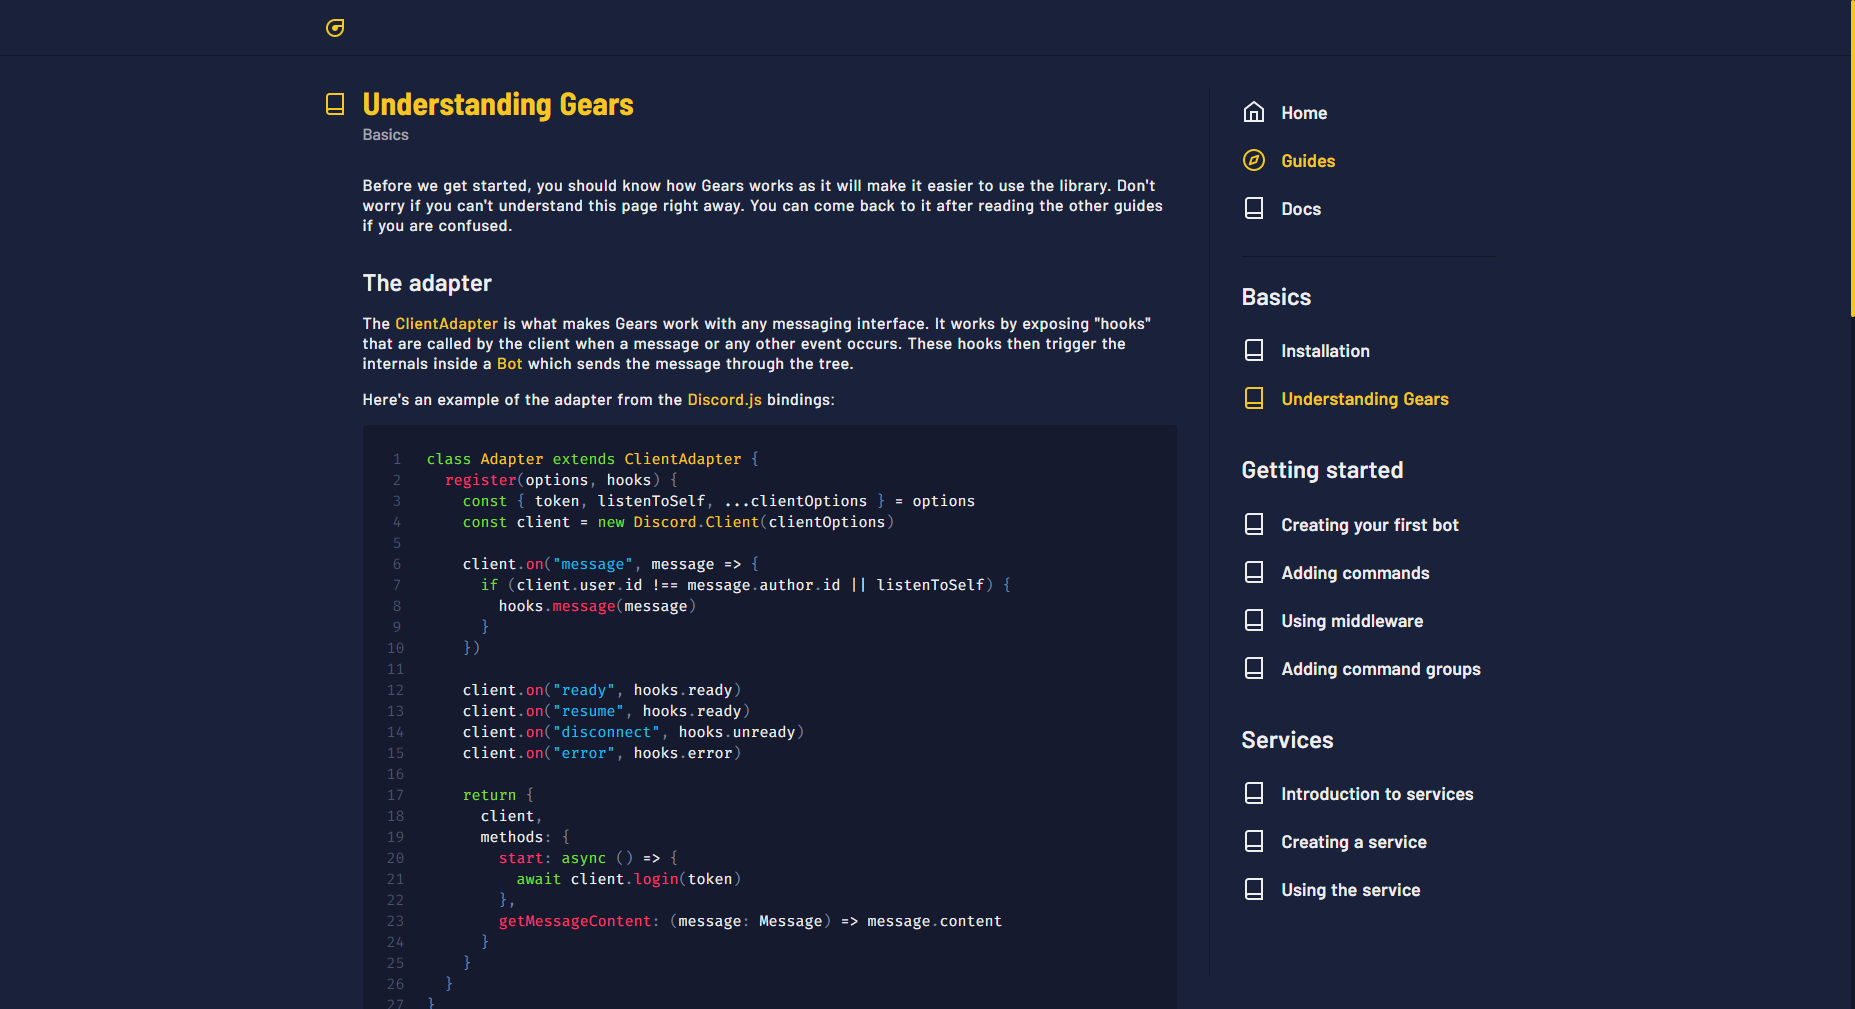 Understanding Gears
Basics
Before we get started, you should know how Gears works as it will make it easier to use the library. Don't
worry if you can't understand this page right away. You can come back to it after reading the other guides
if you are confused.
The adapter
The ClientAdapter is what makes Gears work with any messaging interface. It works by exposing "hooks"
that are called by the client when a message or any other event occurs. These hooks then trigger the
internals inside a Bot which sends the message through the tree.
Here's an example of the adapter from the Discord.js bindings:
1 class Adapter extends ClientAdapter {
2   register(options, hooks) {
3     const { token, listenToSelf, ...clientOptions } = options
4     const client = new Discord.Client(clientOptions)
5
6     client.on("message", message => {
7       if (client.user.id !== message.author.id || listenToSelf) {
8         hooks.message(message)
9       }
10     })
11
12     client.on("ready", hooks.ready)
13     client.on("resume", hooks.ready)
14     client.on("disconnect", hooks.unready)
15     client.on("error", hooks.error)
16
17     return {
18       client,
19       methods: {
20         start: async () => {
21           await client.login(token)
22         },
23         getMessageContent: (message: Message) => message.content
24       }
25     }
26   }
27 }
Home
Guides
Docs
Basics
Installation
Understanding Gears
Getting started
Creating your first bot
Adding commands
Using middleware
Adding command groups
Services
Introduction to services
Creating a service
Using the service